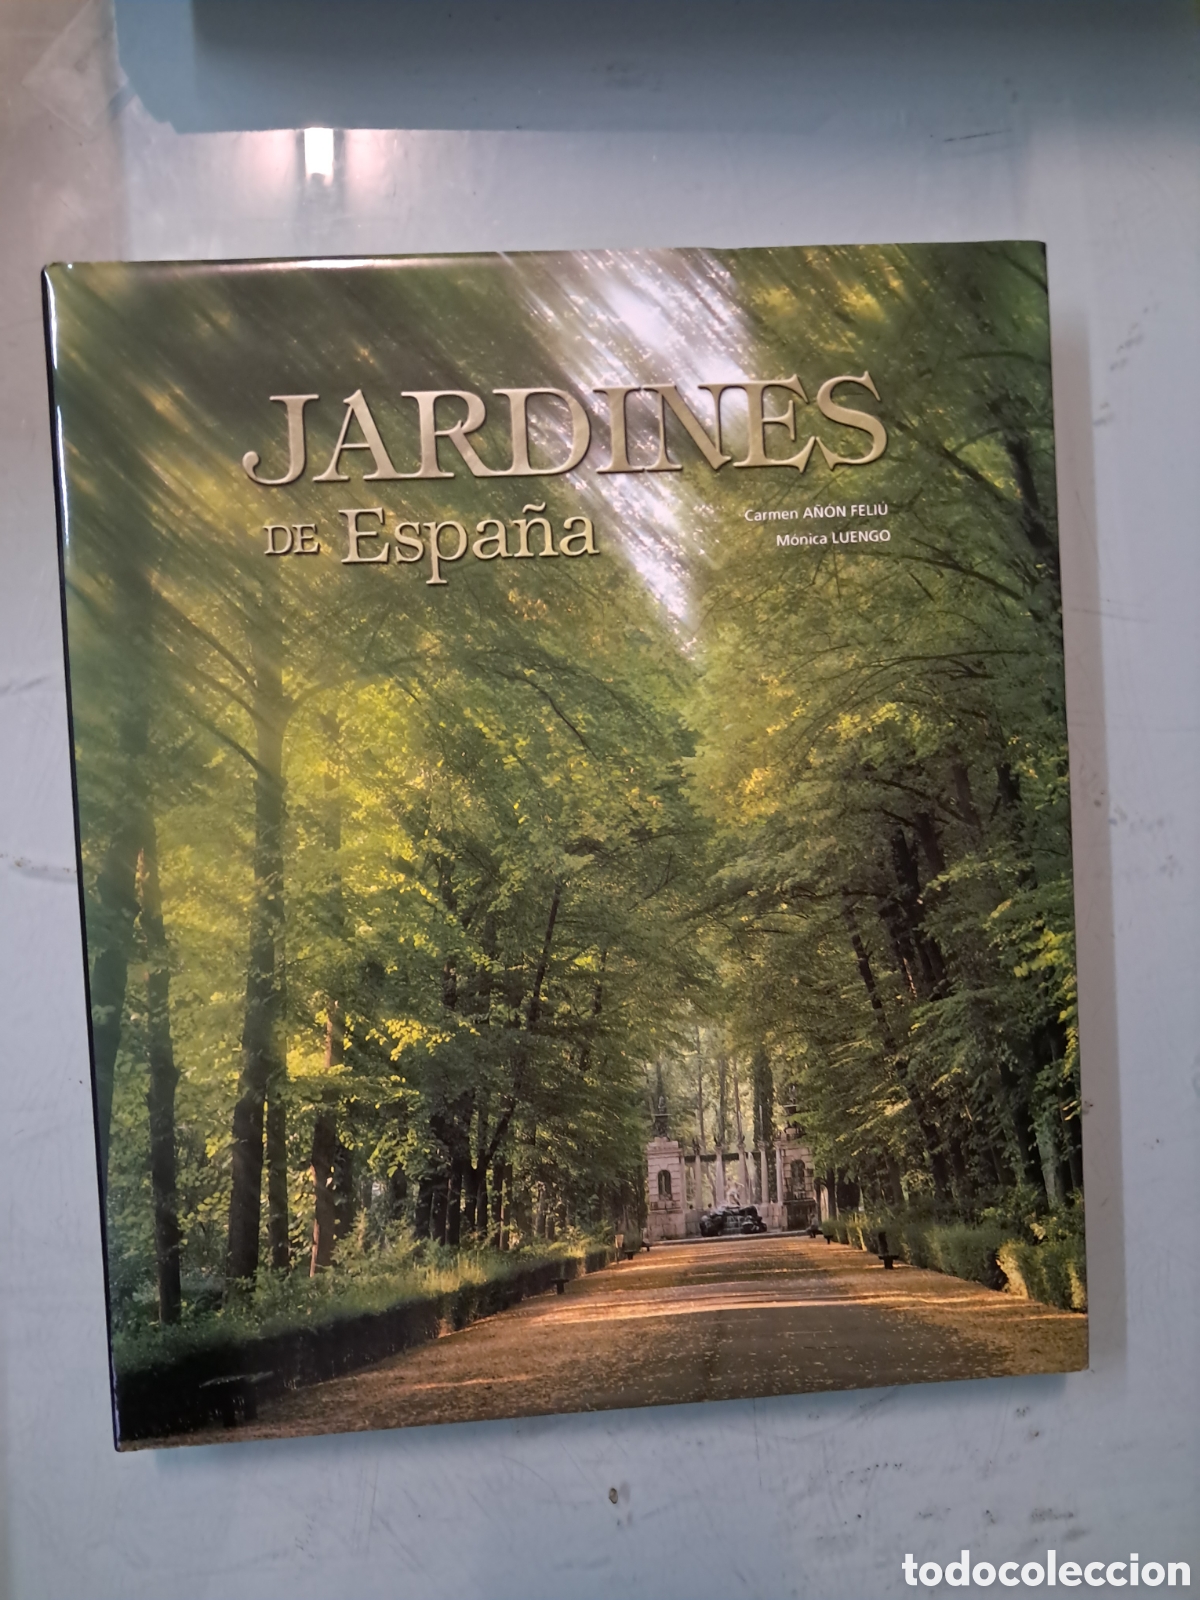 JARDINES
DE España
Carmen AÑÓN FELIÚ
Mónica LUENGO
todocoleccion